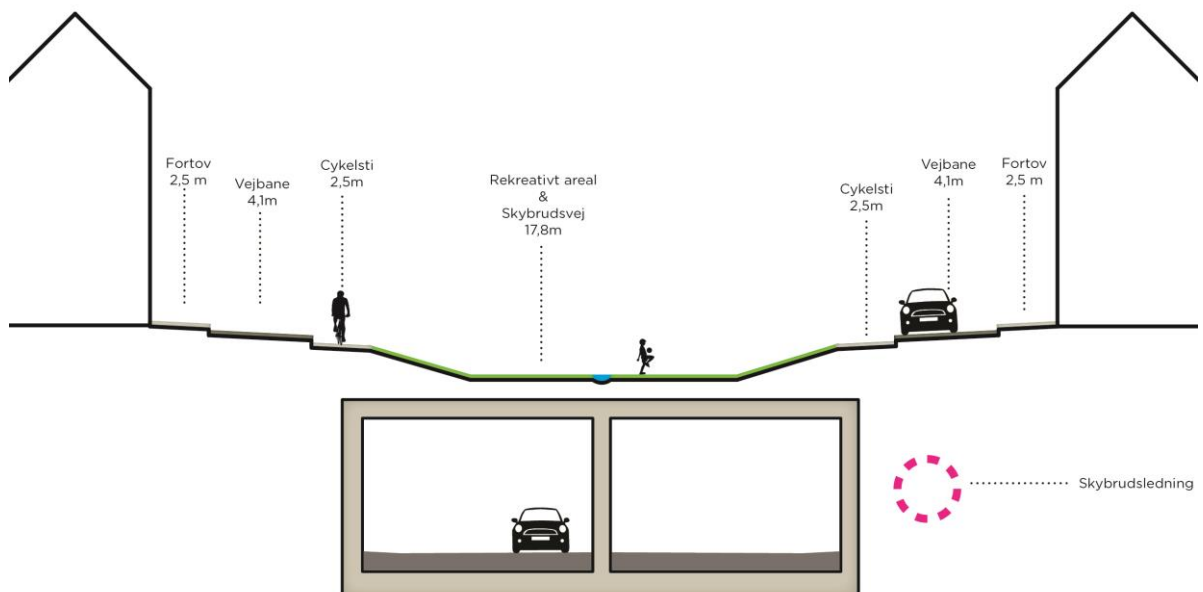 Fortov
2,5 m
Vejbane
4,1m
Cykelsti
2,5m
Rekreativt areal
&
Skybrudsvej
17,8m
Cykelsti
2,5m
Vejbane
4,1m
Fortov
2,5 m
Skybrudsledning